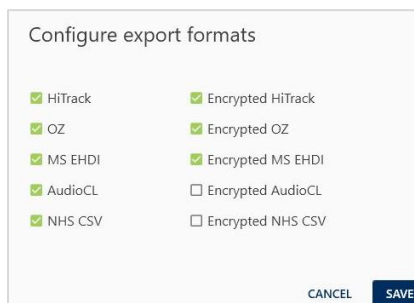 Configure export formats
HiTrack Encrypted HiTrack
OZ Encrypted OZ
MS EHDI Encrypted MS EHDI
AudioCL Encrypted AudioCL
NHS CSV Encrypted NHS CSV
CANCEL SAVE